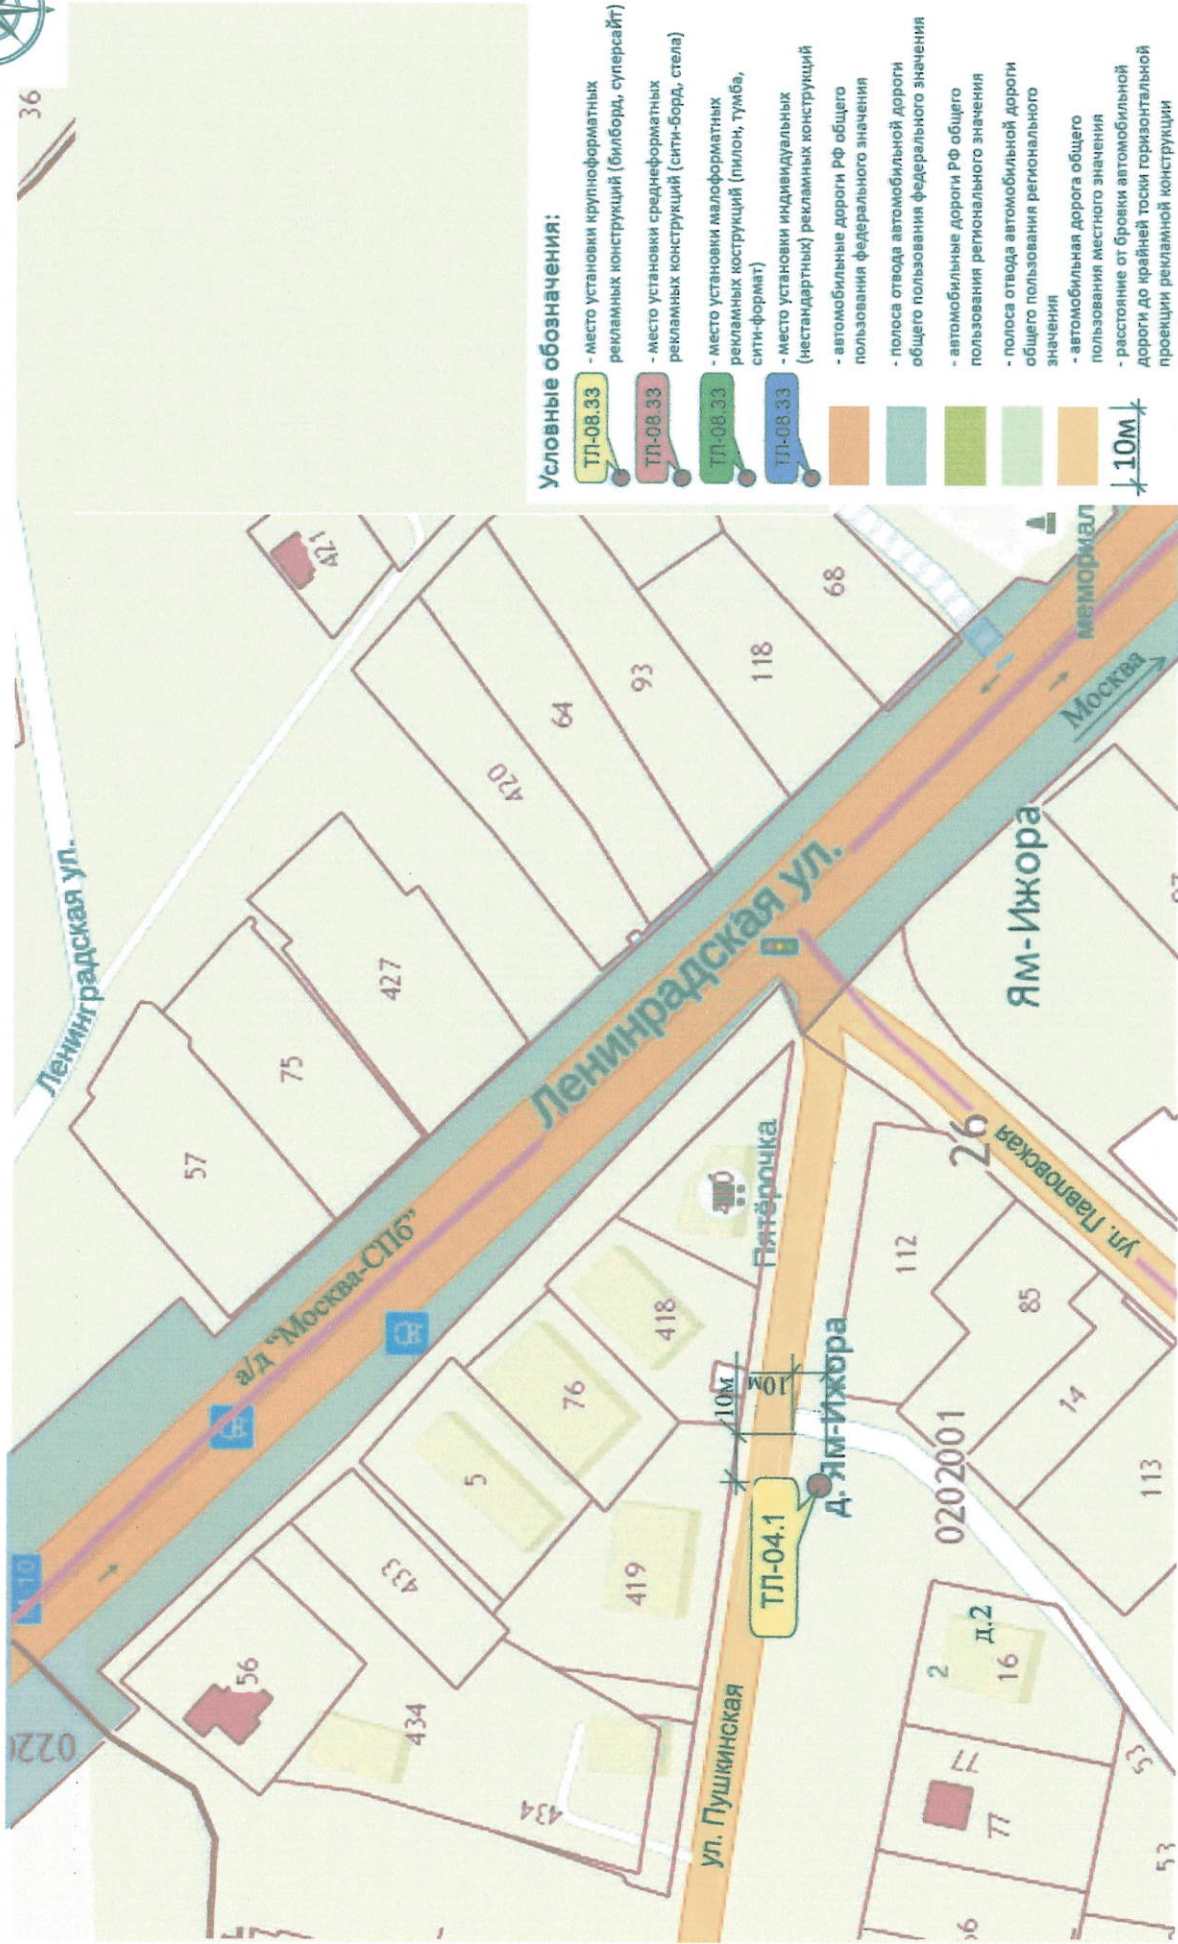 36
Ленинградская ул.
421
57
75
427
420
64
93
118
68
0220
56
433
434
434
5
76
418
419
а/д "Москва-СПб"
Ленинградская ул.
Москва
мемориал
Пятёрочка
Ям-Ижора
26
ул. Павловская
112
85
14
113
10м
10м
ТЛ-04.1
д. Ям-Ижора
0202001
ул. Пушкинская
2
д.2
16
77
77
53
53
Условные обозначения:
ТЛ-08.33
- место установки крупноформатных
рекламных конструкций (билборд, суперсайт)
ТЛ-08.33
- место установки среднеформатных
рекламных конструкций (сити-борд, стела)
ТЛ-08.33
- место установки малоформатных
рекламных кострукций (пилон, тумба,
сити-формат)
ТЛ-08.33
- место установки индивидуальных
(нестандартных) рекламных конструкций
- автомобильные дороги РФ общего
пользования федерального значения
- полоса отвода автомобильной дороги
общего пользования федерального значения
- автомобильные дороги РФ общего
пользования регионального значения
- полоса отвода автомобильной дороги
общего пользования регионального
значения
- автомобильная дорога общего
пользования местного значения
10м
- расстояние от бровки автомобильной
дороги до крайней тоски горизонтальной
проекции рекламной конструкции